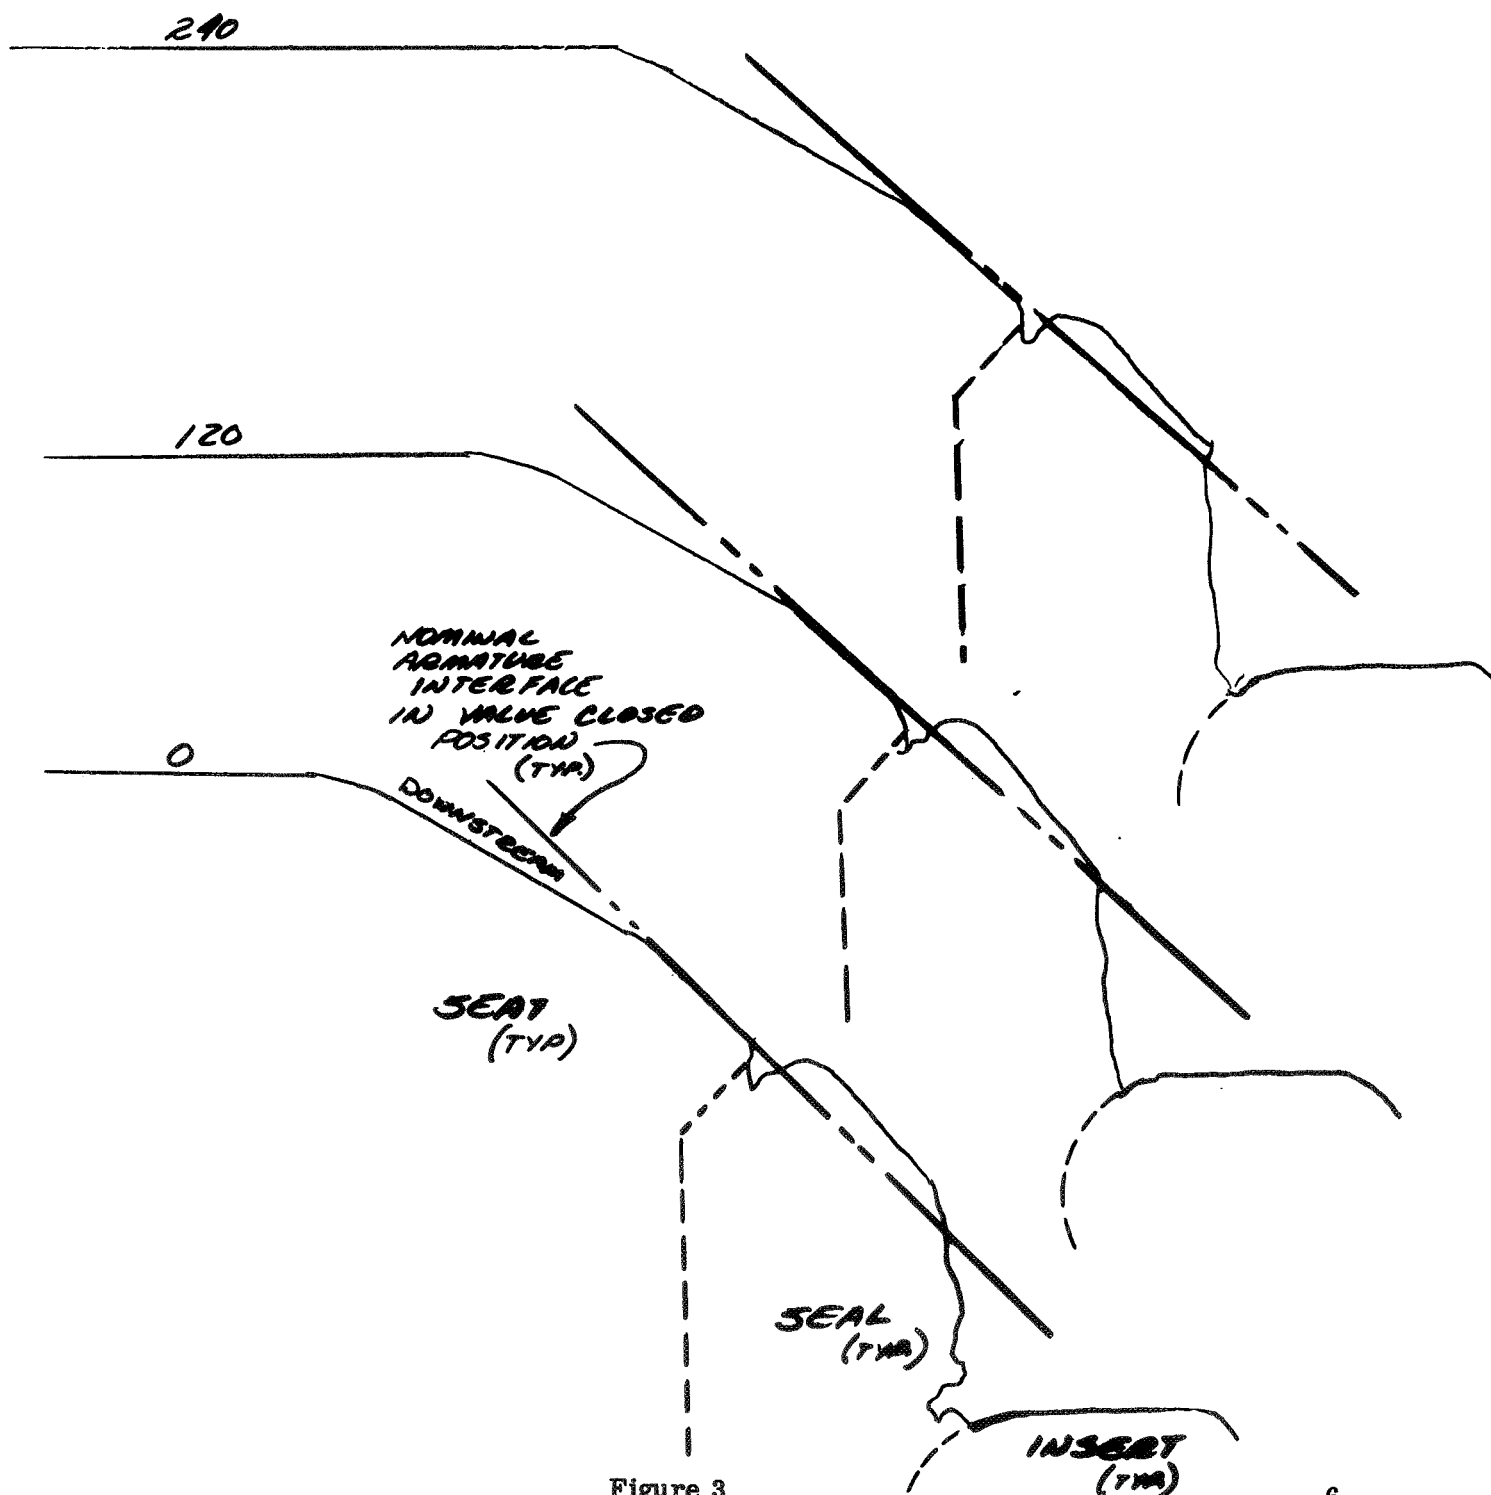 240
120
NOMINAL
ARMATURE
INTERFACE
IN VALVE CLOSED
POSITION
(TYP.)
0
DOWNSTREAM
SEAT
(TYP)
SEAL
(TYP.)
INSERT
(TYP)
Figure 3
6